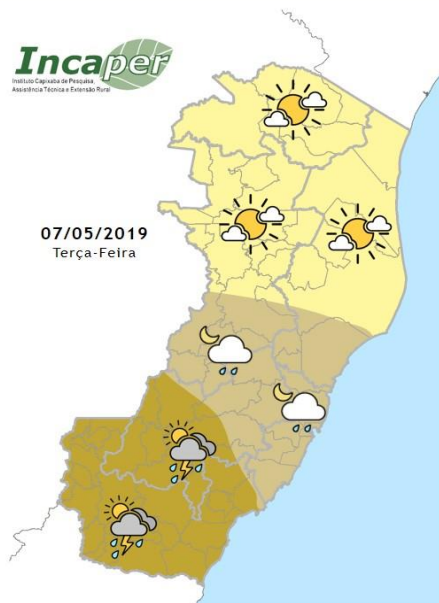 Incaper
Instituto Capixaba de Pesquisa,
Assistência Técnica e Extensão Rural
07/05/2019
Terça-Feira